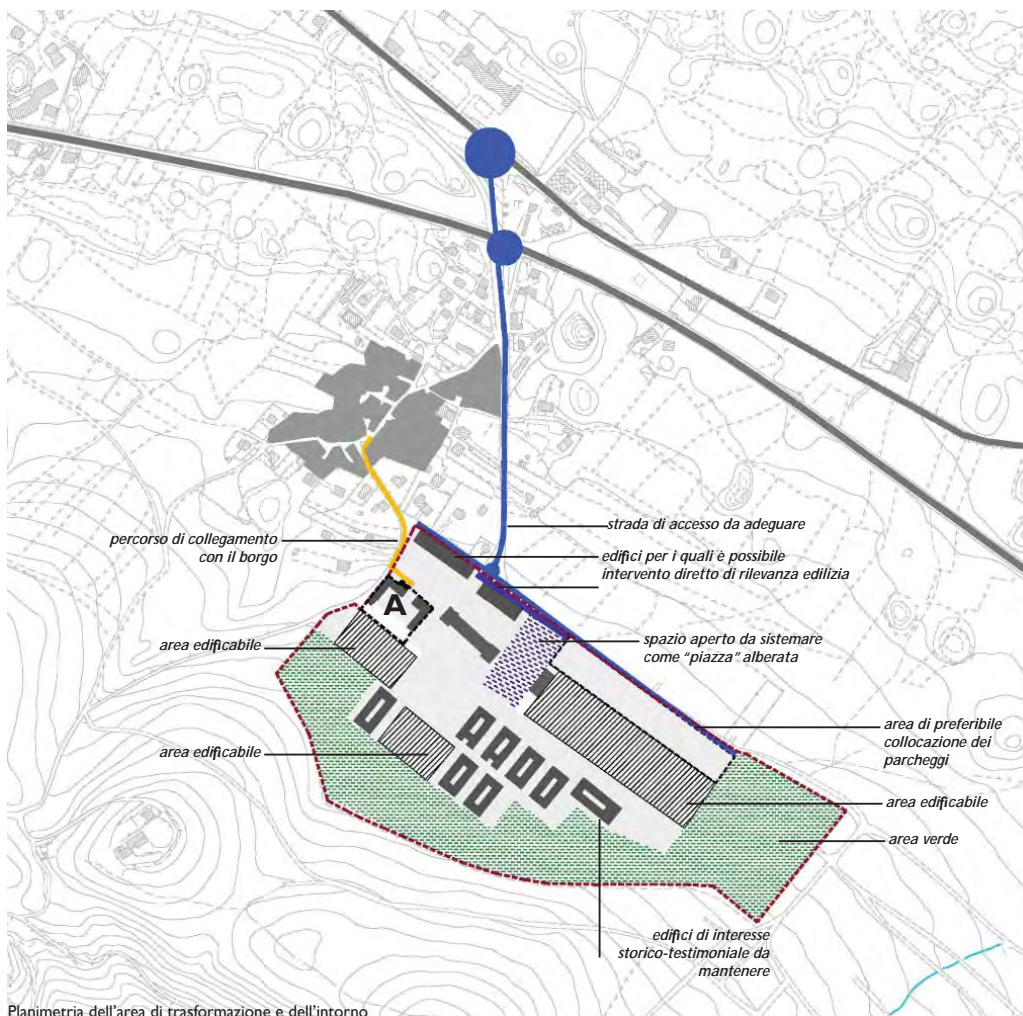 strada di accesso da adeguare
percorso di collegamento
con il borgo
edifici per i quali è possibile
intervento diretto di rilevanza edilizia
A
area edificabile
spazio aperto da sistemare
come “piazza” alberata
area edificabile
area di preferibile
collocazione dei
parcheggi
area edificabile
area verde
edifici di interesse
storico-testimoniale da
mantenere
Planimetria dell'area di trasformazione e dell'intorno